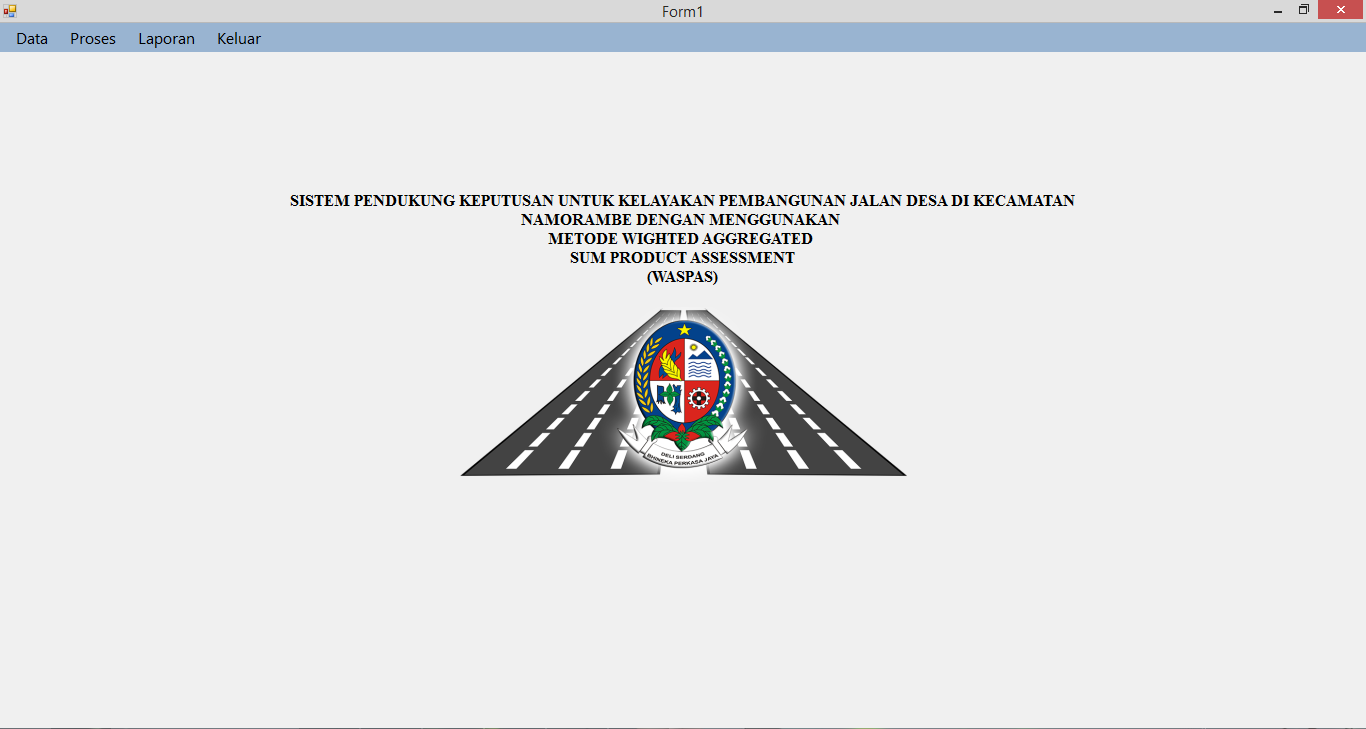 Form1
Data Proses Laporan Keluar
SISTEM PENDUKUNG KEPUTUSAN UNTUK KELAYAKAN PEMBANGUNAN JALAN DESA DI KECAMATAN
NAMORAMBE DENGAN MENGGUNAKAN
METODE WIGHTED AGGREGATED
SUM PRODUCT ASSESSMENT
(WASPAS)
DELI SERDANG
BHINEKA PERKASA JAYA